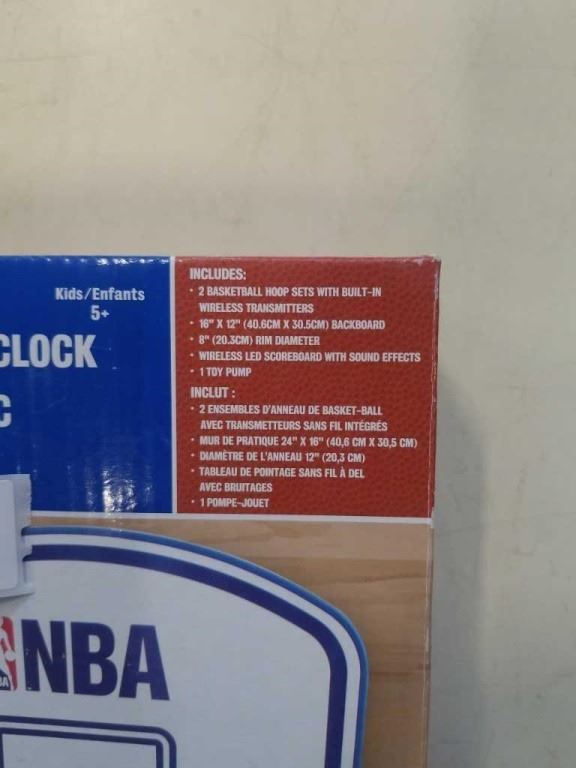 Kids/Enfants
5+
CLOCK
C
INCLUDES:
• 2 BASKETBALL HOOP SETS WITH BUILT-IN
WIRELESS TRANSMITTERS
• 16" X 12" (40.6CM X 30.5CM) BACKBOARD
• 8" (20.3CM) RIM DIAMETER
• WIRELESS LED SCOREBOARD WITH SOUND EFFECTS
• 1 TOY PUMP
INCLUT :
• 2 ENSEMBLES D'ANNEAU DE BASKET-BALL
AVEC TRANSMETTEURS SANS FIL INTÉGRÉS
• MUR DE PRATIQUE 24" X 16" (40,6 CM X 30,5 CM)
• DIAMÈTRE DE L'ANNEAU 12" (20,3 CM)
• TABLEAU DE POINTAGE SANS FIL À DEL
AVEC BRUITAGES
• 1 POMPE-JOUET
NBA